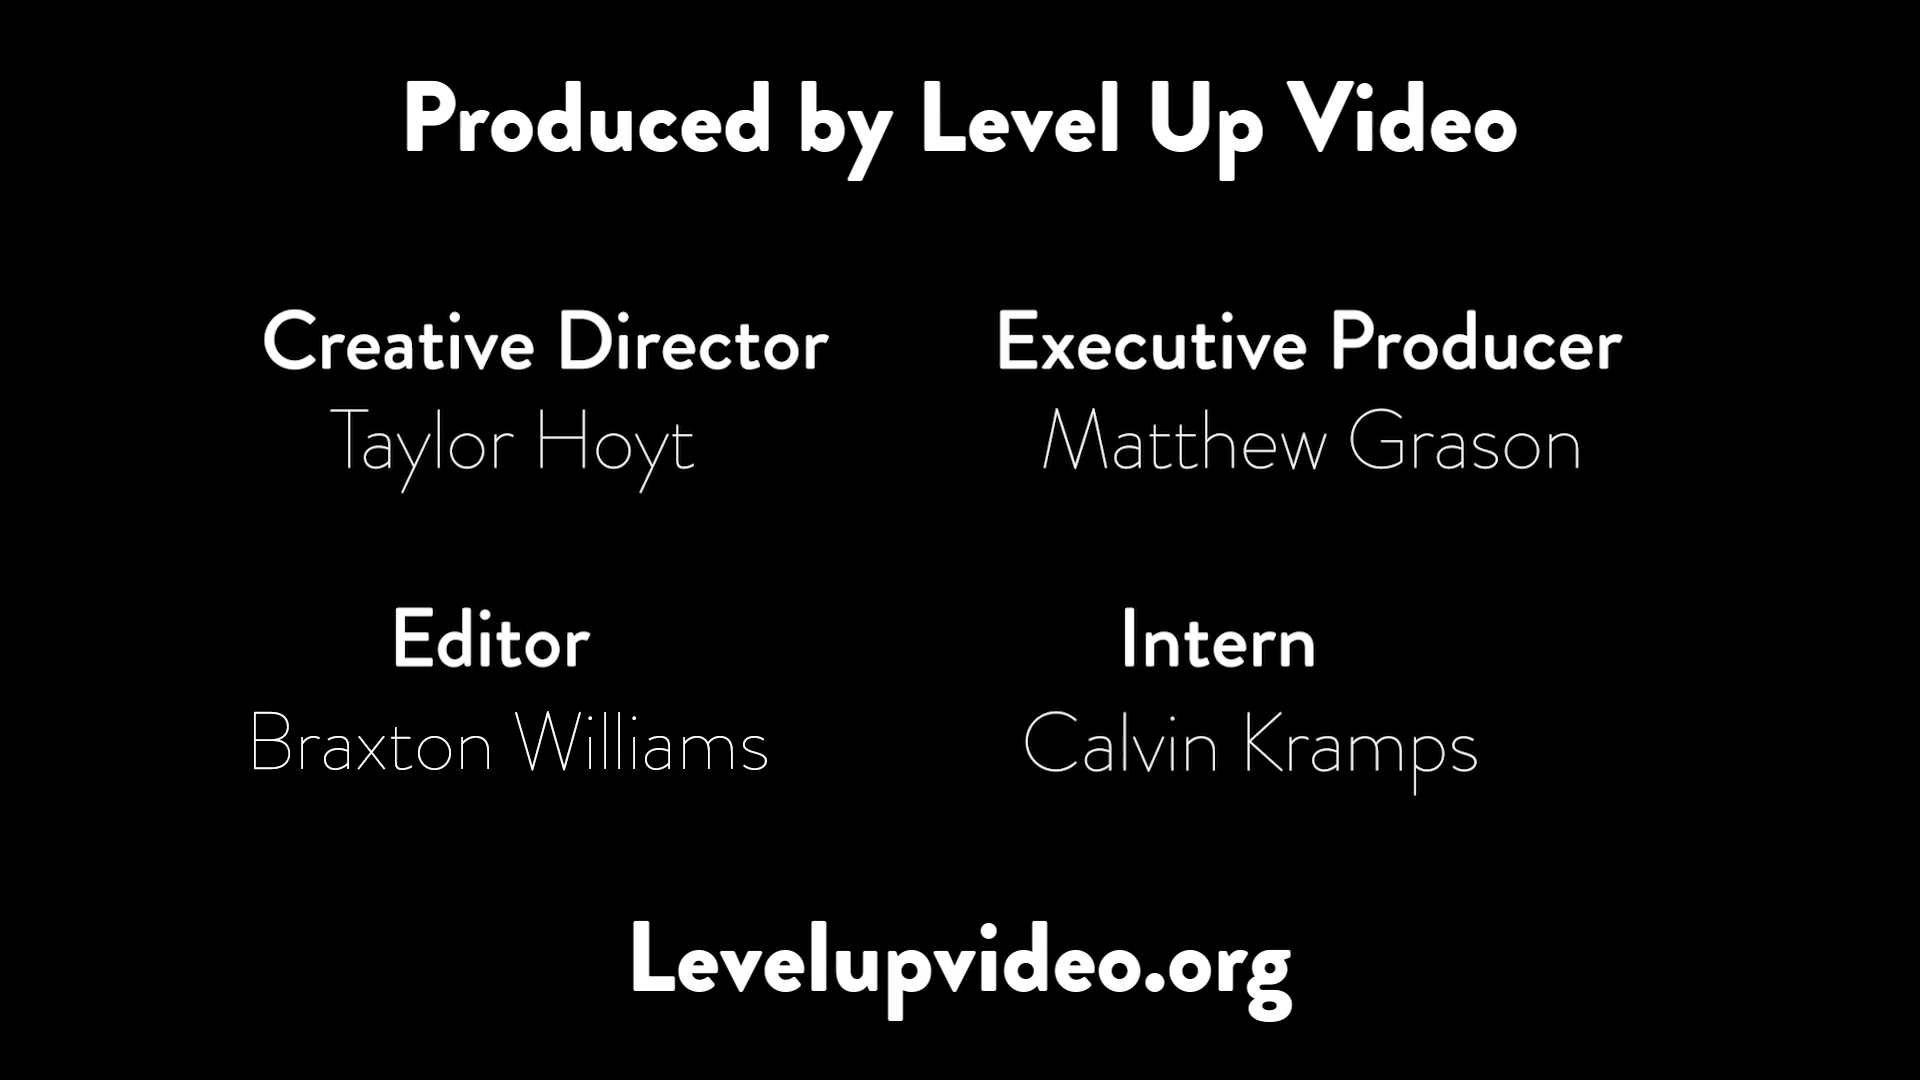 Produced by Level Up Video
Creative Director
Taylor Hoyt
Executive Producer
Matthew Grason
Editor
Braxton Williams
Intern
Calvin Kramps
Levelupvideo.org